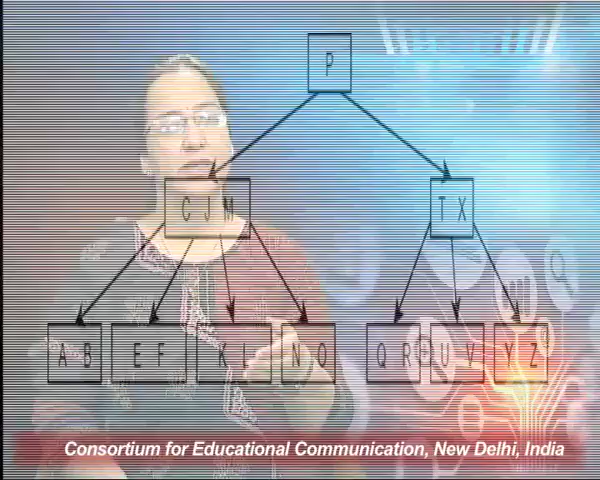 P
C J M
T X
A B
E F
K L
N O
Q R
U V
Y Z
Consortium for Educational Communication, New Delhi, India